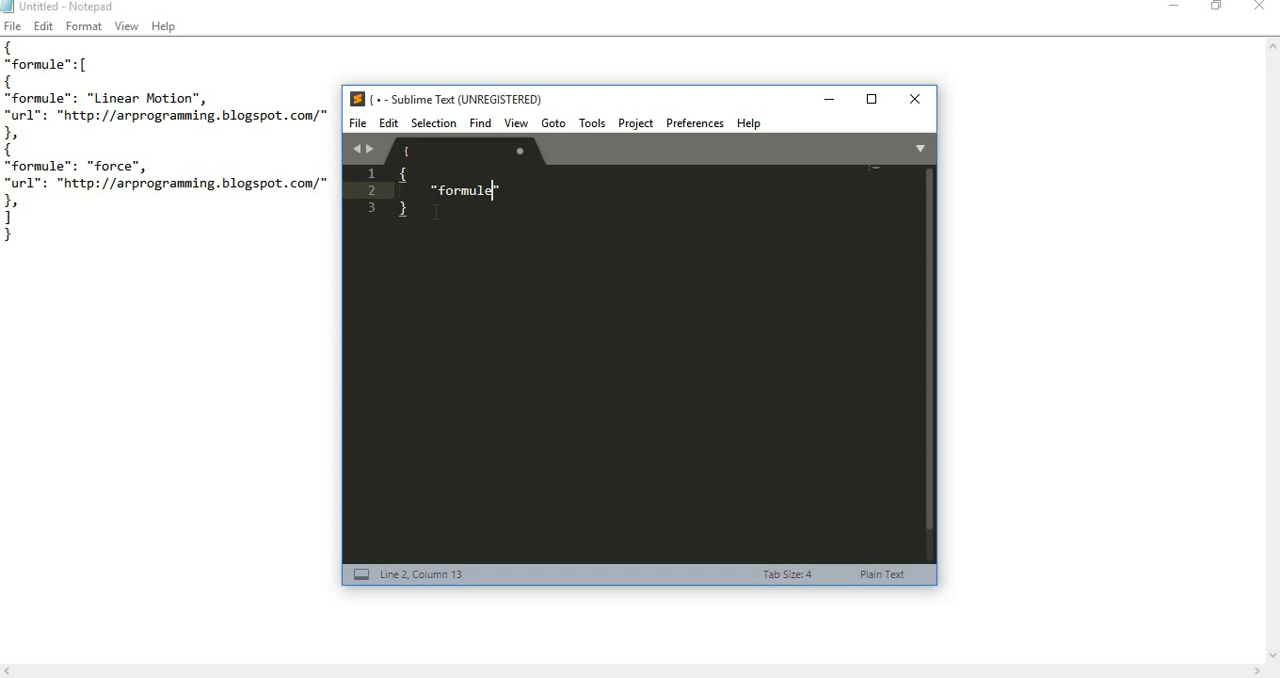 Untitled - Notepad
File Edit Format View Help
{
"formule":[
{
"formule": "Linear Motion",
"url": "http://arprogramming.blogspot.com/"
},
{
"formule": "force",
"url": "http://arprogramming.blogspot.com/"
},
]
}
{ • - Sublime Text (UNREGISTERED)
File Edit Selection Find View Goto Tools Project Preferences Help
{
1 {
2 "formule"
3 }
Line 2, Column 13 Tab Size: 4 Plain Text